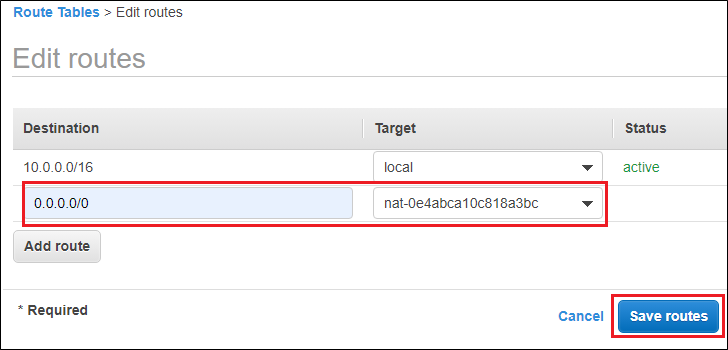 Route Tables > Edit routes
Edit routes
Destination Target Status
10.0.0.0/16 local active
0.0.0.0/0 nat-0e4abca10c818a3bc
Add route
* Required Cancel Save routes